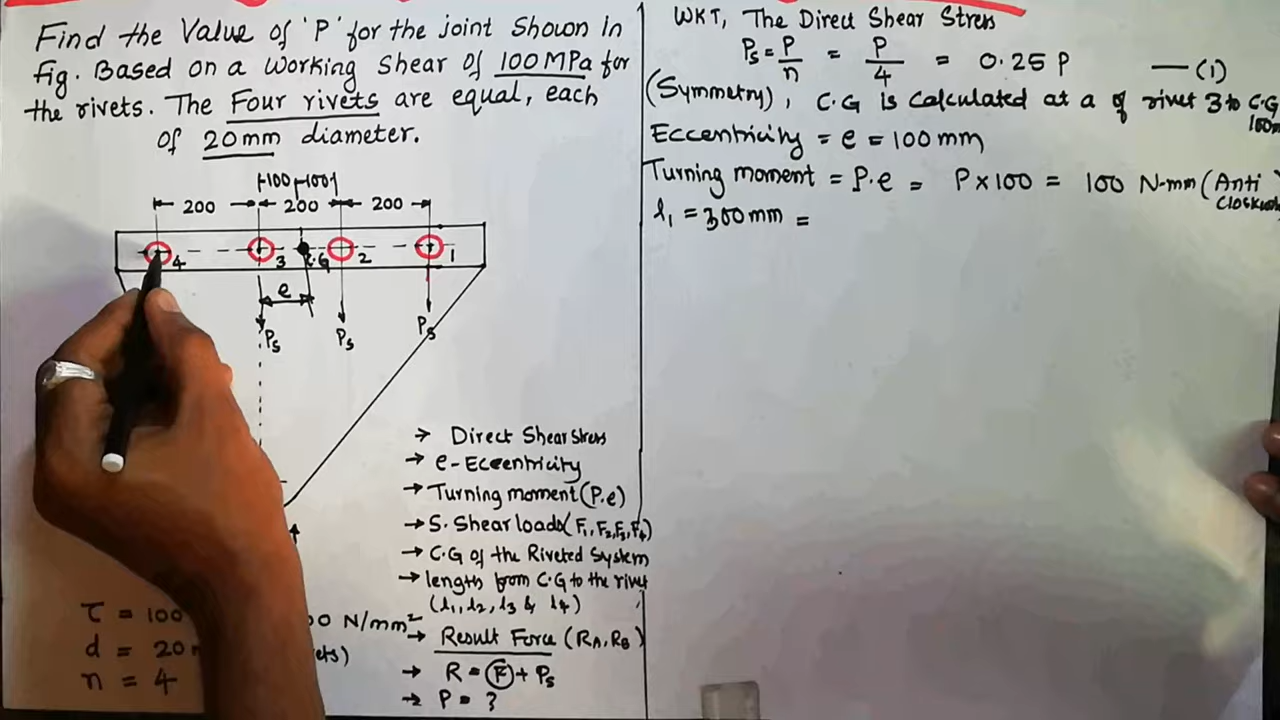 Find the Value of 'P' for the joint Shown in
Fig. Based on a Working Shear of 100 MPa for
the rivets. The Four rivets are equal, each
of 20mm diameter.
100 100
200 200 200
4 3 C.G 2 1
e
Ps Ps Ps
→ Direct Shear Stress
→ e - Eccentricity
→ Turning moment (P.e)
→ S. Shear loads (F1, F2, F3, F4)
→ C.G of the Riveted System
→ length from C.G to the rivet
(l1, l2, l3 & l4)
→ Result Force (RA, RB)
→ R = F + Ps
→ P = ?
τ = 100
N/mm²
d = 20
n = 4
WKT, The Direct Shear Stress
Ps = P/n = P/4 = 0.25 P — (1)
(Symmetry), C.G is Calculated at a of rivet 3 to C.G
100m
Eccentricity = e = 100 mm
Turning moment = P.e = P×100 = 100 N-mm (Anti
l1 = 300mm =